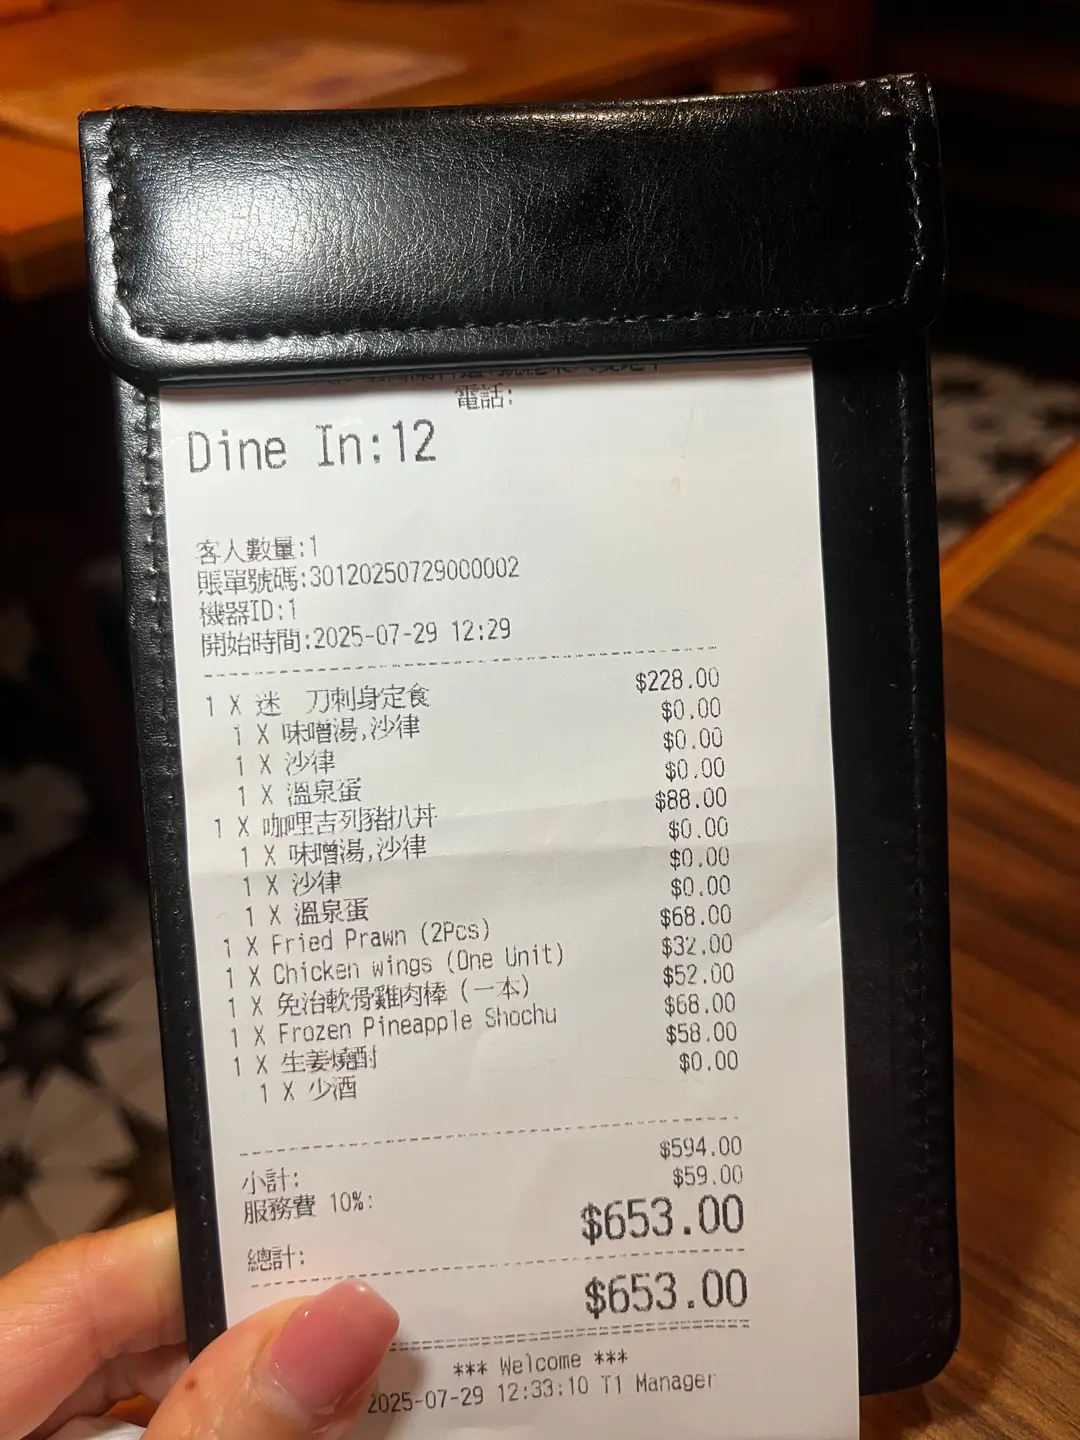 電話:
Dine In:12
客人數量:1
賬單號碼:30120250729000002
機器ID:1
開始時間:2025-07-29 12:29
1 X 迷 刀刺身定食 $228.00
1 X 味噌湯,沙律 $0.00
1 X 沙律 $0.00
1 X 溫泉蛋 $0.00
1 X 咖哩吉列豬扒丼 $88.00
1 X 味噌湯,沙律 $0.00
1 X 沙律 $0.00
1 X 溫泉蛋 $0.00
1 X Fried Prawn (2Pcs) $68.00
1 X Chicken wings (One Unit) $32.00
1 X 免治軟骨雞肉棒 (一本) $52.00
1 X Frozen Pineapple Shochu $68.00
1 X 生姜燒酎 $58.00
1 X 少酒 $0.00
小計: $594.00
服務費 10%: $59.00
總計: $653.00
$653.00
*** Welcome ***
2025-07-29 12:33:10 T1 Manager